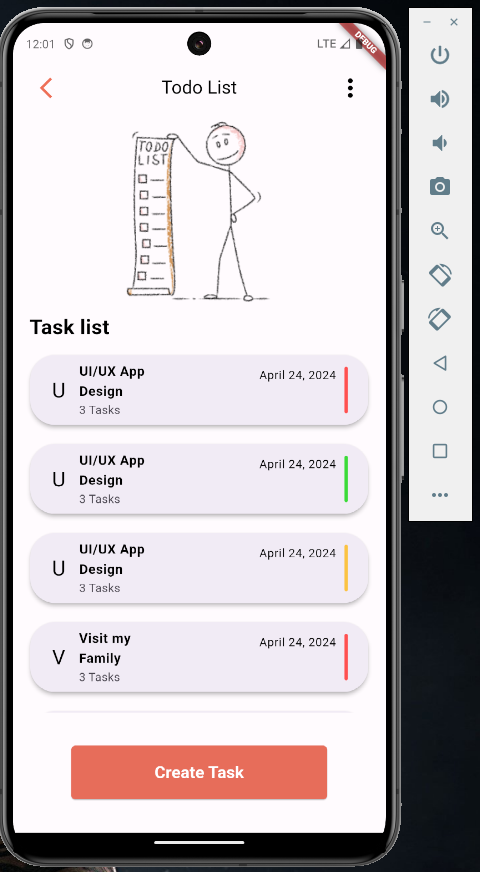 12:01
LTE
DEBUG
Todo List
TODO
LIST
Task list
U
UI/UX App
Design
3 Tasks
April 24, 2024
U
UI/UX App
Design
3 Tasks
April 24, 2024
U
UI/UX App
Design
3 Tasks
April 24, 2024
V
Visit my
Family
3 Tasks
April 24, 2024
Create Task